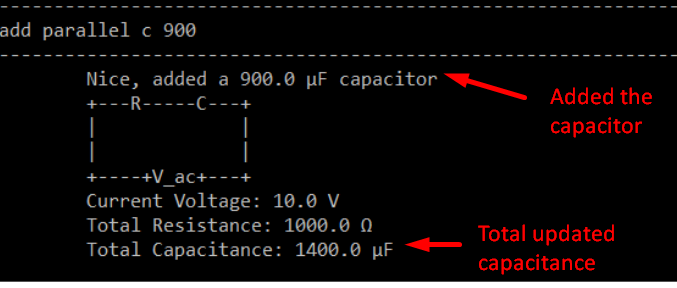 --------------------------------------------------
add parallel c 900
--------------------------------------------------
Nice, added a 900.0 µF capacitor
+---R-----C---+
|             |
|             |
+----+V_ac+---+
Current Voltage: 10.0 V
Total Resistance: 1000.0 Ω
Total Capacitance: 1400.0 µF
Added the
capacitor
Total updated
capacitance